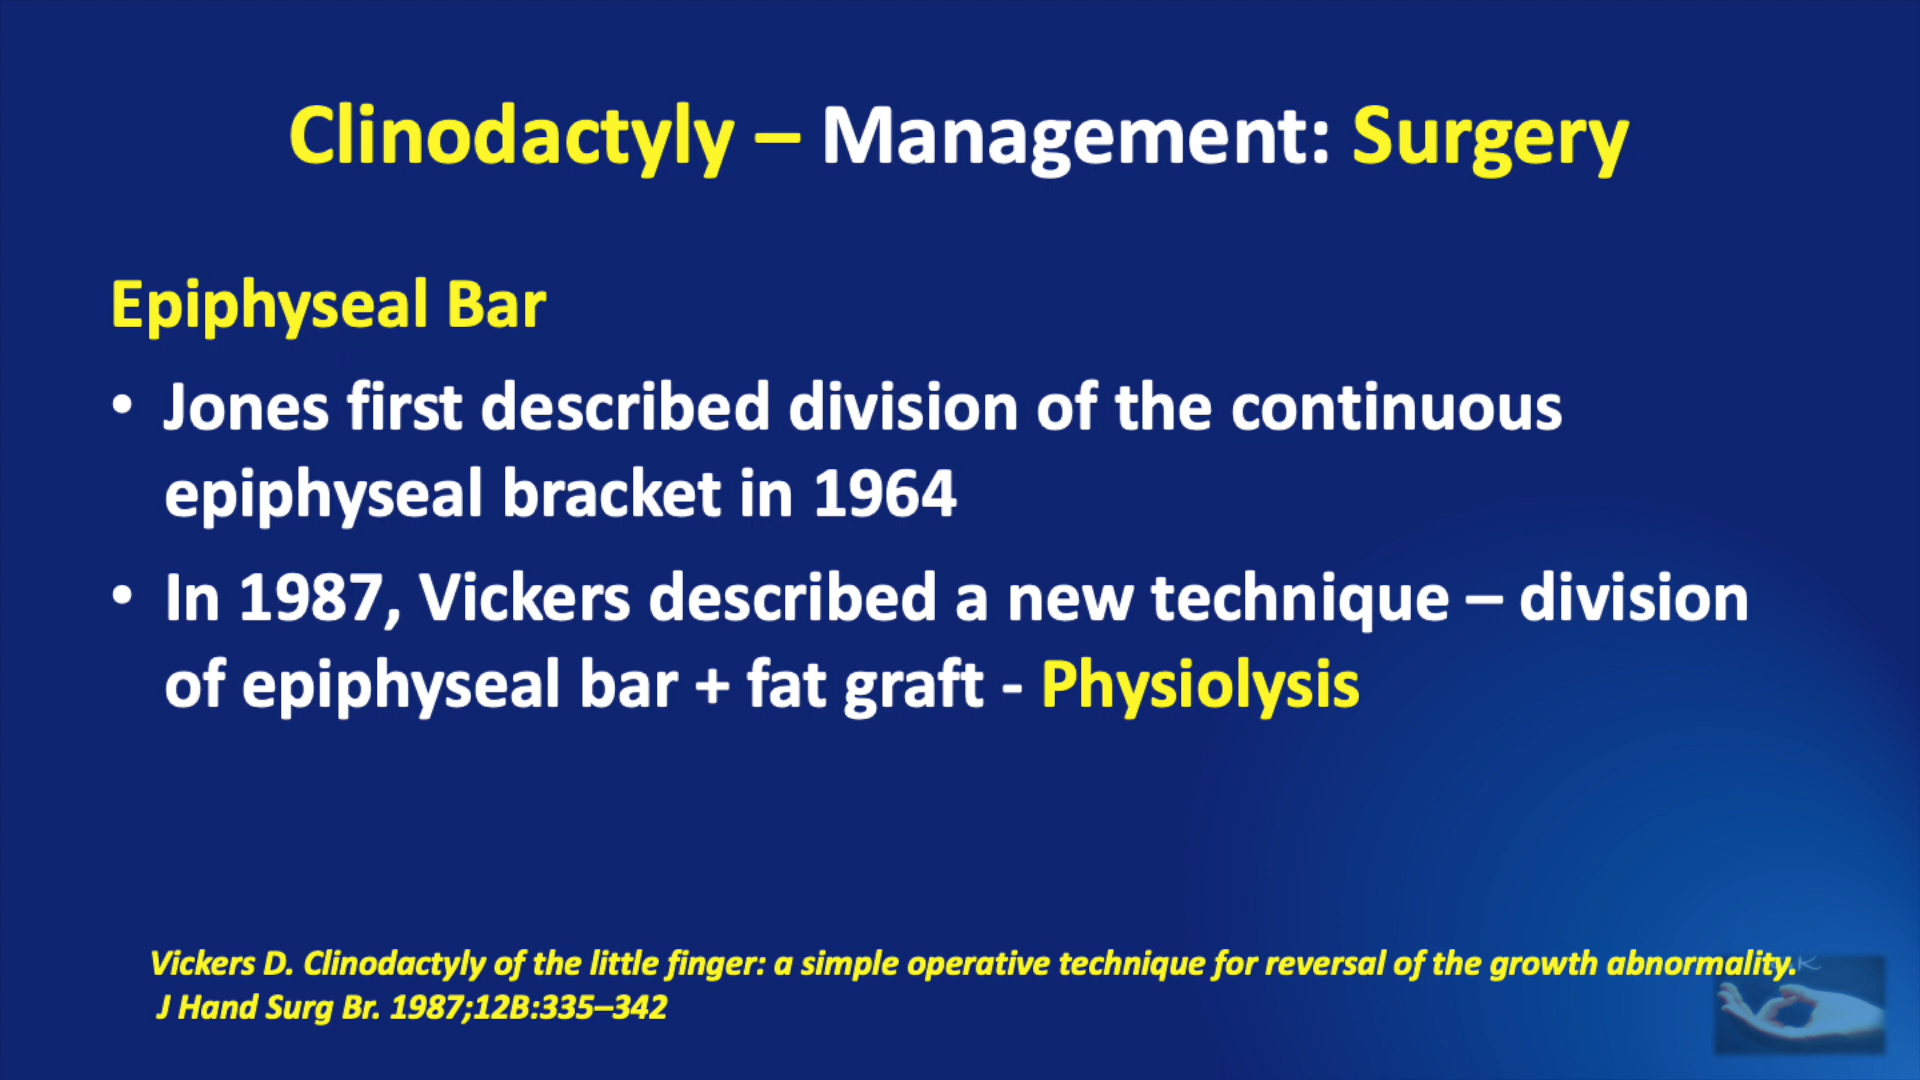 Clinodactyly – Management: Surgery
Epiphyseal Bar
• Jones first described division of the continuous
epiphyseal bracket in 1964
• In 1987, Vickers described a new technique – division
of epiphyseal bar + fat graft - Physiolysis
Vickers D. Clinodactyly of the little finger: a simple operative technique for reversal of the growth abnormality.
J Hand Surg Br. 1987;12B:335–342